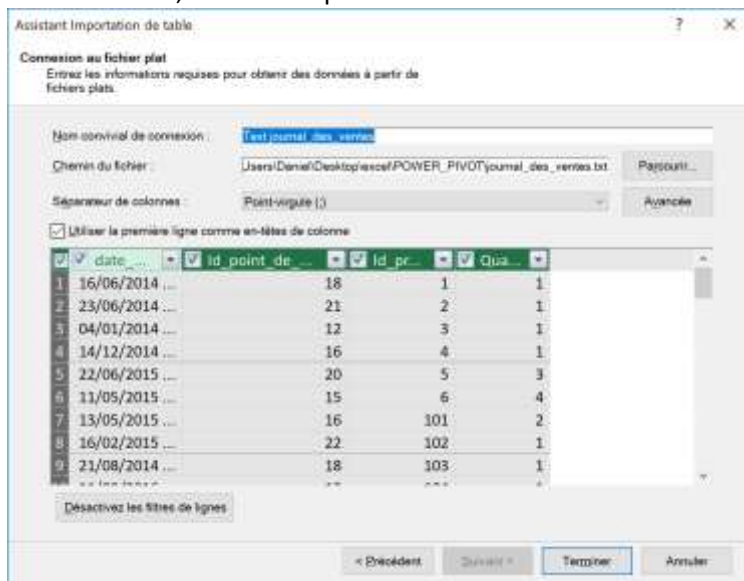 Assistant Importation de table ? ×
Connexion au fichier plat
Entrez les informations requises pour obtenir des données à partir de
fichiers plats.
Nom convivial de connexion : Text journal_des_ventes
Chemin du fichier : Users\Daniel\Desktop\excel\POWER_PIVOT\journal_des_ventes.txt Parcourir...
Séparateur de colonnes : Point-virgule (;) Avancée
Utiliser la première ligne comme en-têtes de colonne
date_... Id_point_de_... Id_pr... Qua...
1 16/06/2014 ... 18 1 1
2 23/06/2014 ... 21 2 1
3 04/01/2014 ... 12 3 1
4 14/12/2014 ... 16 4 1
5 22/06/2015 ... 20 5 3
6 11/05/2015 ... 15 6 4
7 13/05/2015 ... 16 101 2
8 16/02/2015 ... 22 102 1
9 21/08/2014 ... 18 103 1
Désactivez les filtres de lignes
< Précédent Suivant > Terminer Annuler